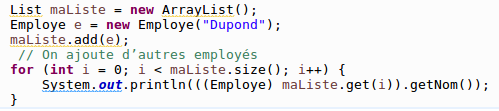 List maListe = new ArrayList();
Employe e = new Employe("Dupond");
maListe.add(e);
// On ajoute d’autres employés
for (int i = 0; i < maListe.size(); i++) {
System.out.println(((Employe) maListe.get(i)).getNom());
}